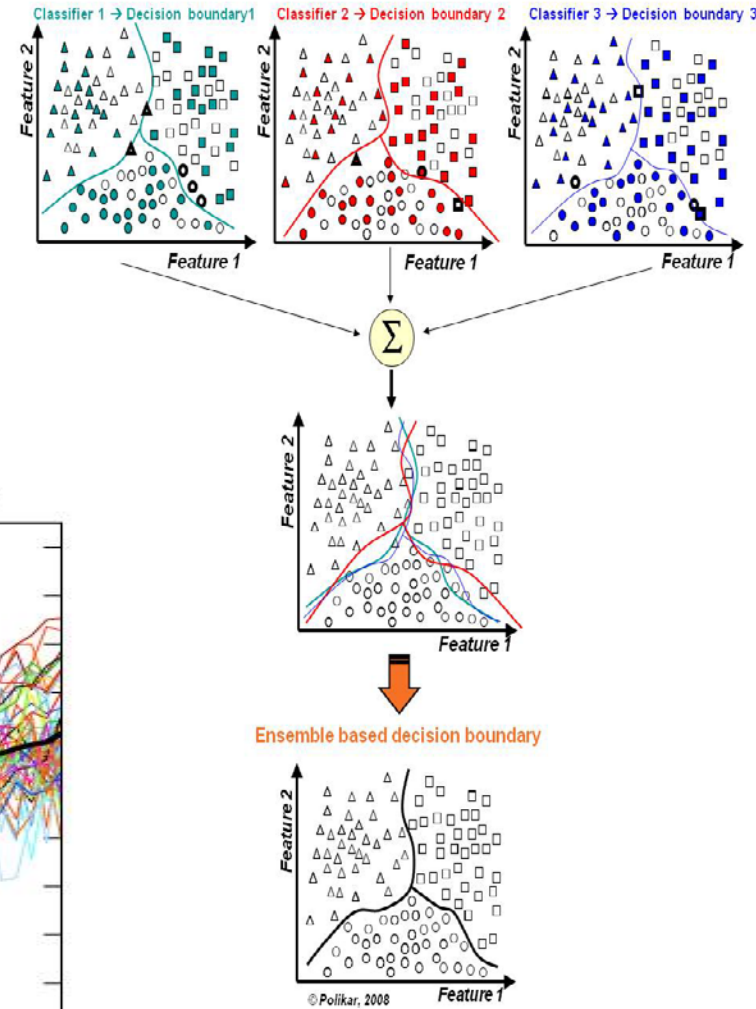 Classifier 1 → Decision boundary1
Classifier 2 → Decision boundary 2
Classifier 3 → Decision boundary 3
Feature 2
Feature 1
Feature 2
Feature 1
Feature 2
Feature 1
Σ
Feature 2
Feature 1
Ensemble based decision boundary
Feature 2
Feature 1
©Polikar, 2008